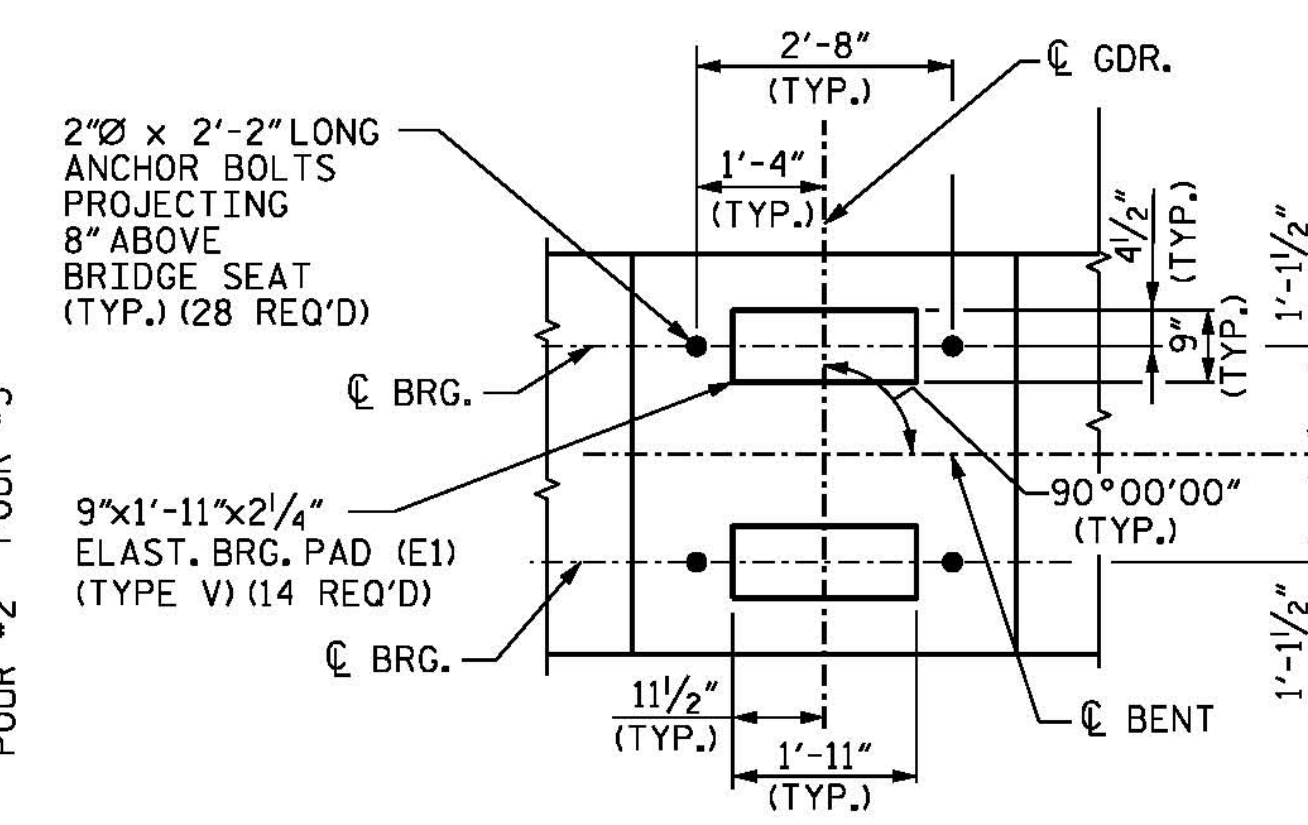 2'-8"
(TYP.)
℄ GDR.
2"Ø x 2'-2" LONG
ANCHOR BOLTS
PROJECTING
8" ABOVE
BRIDGE SEAT
(TYP.) (28 REQ'D)
1'-4"
(TYP.)
4½"
(TYP.)
1'-1½"
9"
(TYP.)
℄ BRG.
9"x1'-11"x2¼"
ELAST. BRG. PAD (E1)
(TYPE V) (14 REQ'D)
90°00'00"
(TYP.)
℄ BRG.
1'-1½"
11½"
(TYP.)
℄ BENT
1'-11"
(TYP.)
POUR #2